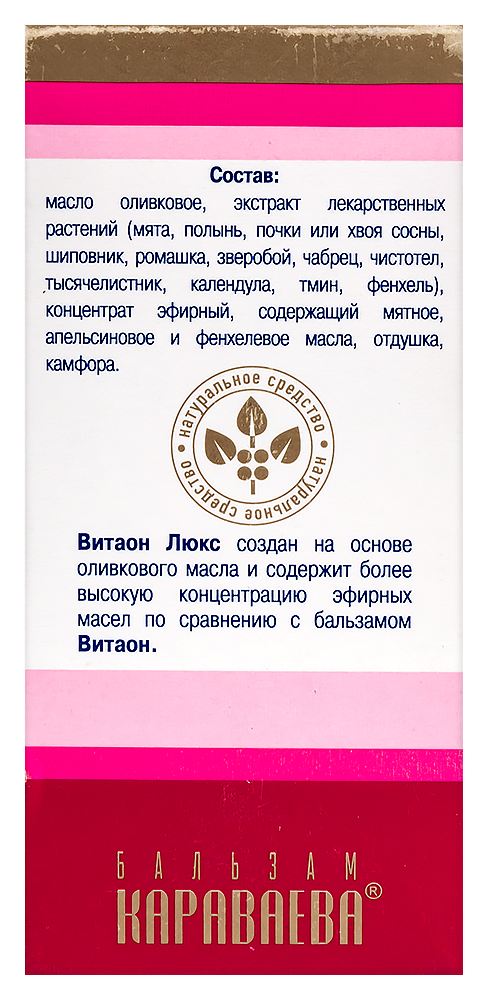 Состав:
масло оливковое, экстракт лекарственных
растений (мята, полынь, почки или хвоя сосны,
шиповник, ромашка, зверобой, чабрец, чистотел,
тысячелистник, календула, тмин, фенхель),
концентрат эфирный, содержащий мятное,
апельсиновое и фенхелевое масла, отдушка,
камфора.
• натуральное средство • натуральное средство
Витаон Люкс создан на основе
оливкового масла и содержит более
высокую концентрацию эфирных
масел по сравнению с бальзамом
Витаон.
БАЛЬЗАМ
КАРАВАЕВА®